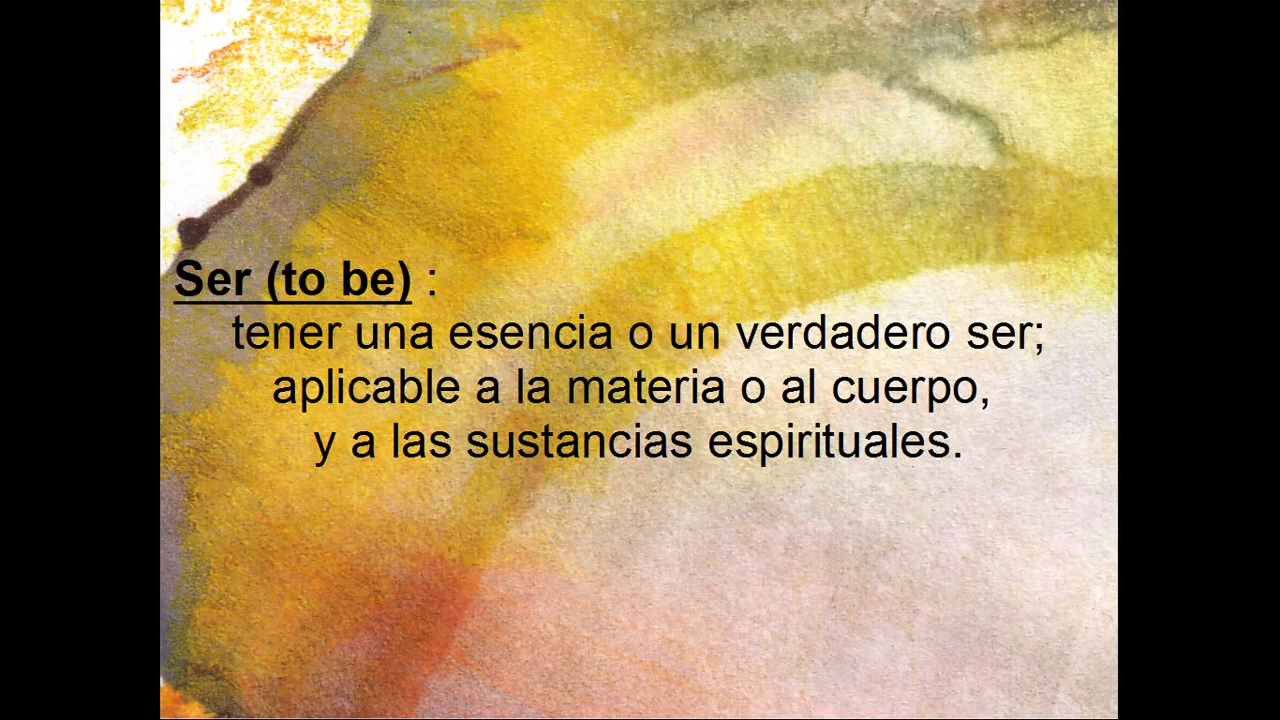 Ser (to be) :
tener una esencia o un verdadero ser;
aplicable a la materia o al cuerpo,
y a las sustancias espirituales.